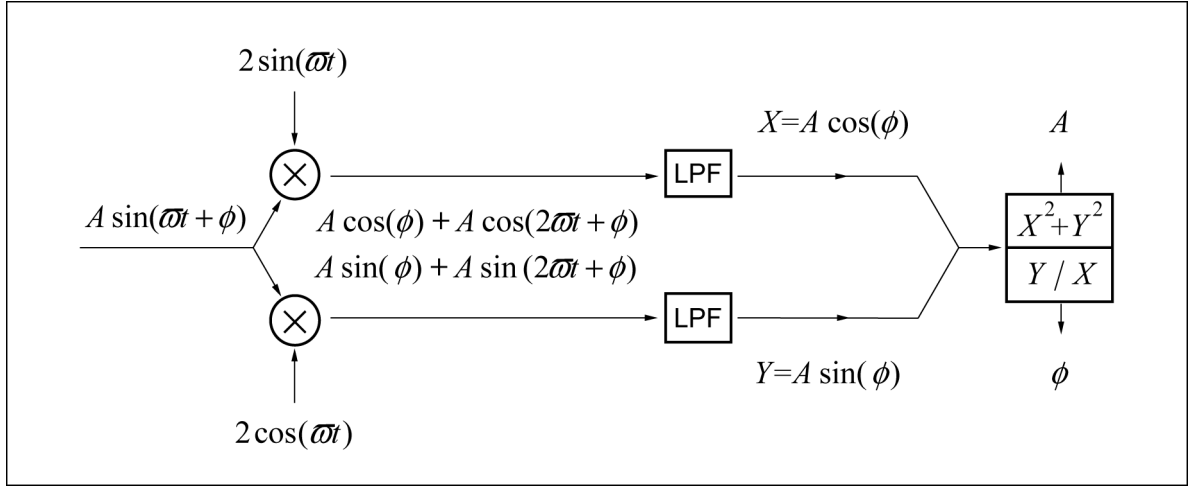 2 sin(ϖt)
X=A cos(ϕ)
A
LPF
A sin(ϖt + ϕ)
A cos(ϕ) + A cos(2ϖt + ϕ)
X²+Y²
A sin( ϕ) + A sin (2ϖt + ϕ)
Y / X
LPF
Y=A sin( ϕ)
ϕ
2 cos(ϖt)